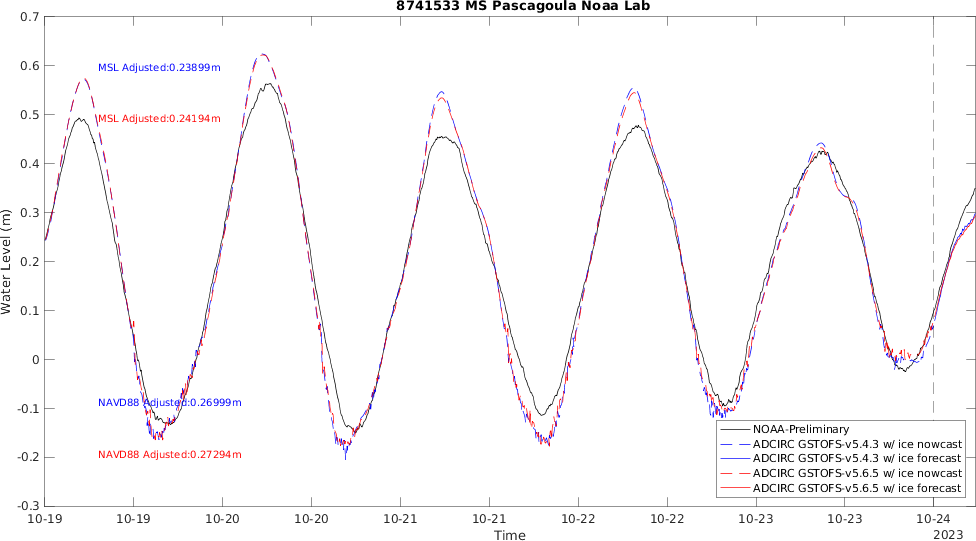 8741533 MS Pascagoula Noaa Lab
0.7
0.6
0.5
0.4
0.3
0.2
0.1
0
-0.1
-0.2
-0.3
Water Level (m)
MSL Adjusted:0.23899m
MSL Adjusted:0.24194m
NAVD88 Adjusted:0.26999m
NAVD88 Adjusted:0.27294m
NOAA-Preliminary
ADCIRC GSTOFS-v5.4.3 w/ ice nowcast
ADCIRC GSTOFS-v5.4.3 w/ ice forecast
ADCIRC GSTOFS-v5.6.5 w/ ice nowcast
ADCIRC GSTOFS-v5.6.5 w/ ice forecast
10-19 10-19 10-20 10-20 10-21 10-21 10-22 10-22 10-23 10-23 10-24
2023
Time